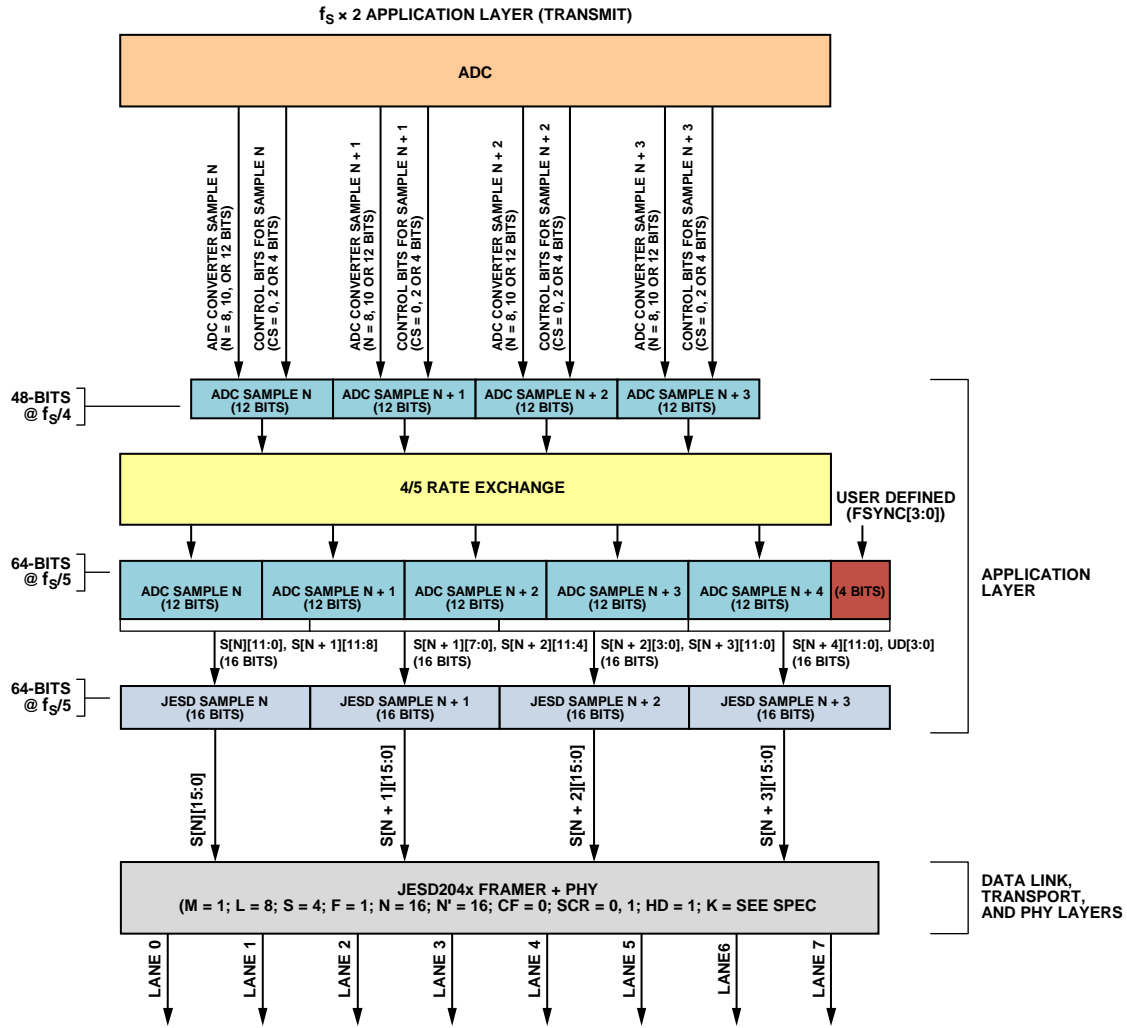 fS × 2 APPLICATION LAYER (TRANSMIT)
ADC
ADC CONVERTER SAMPLE N
(N = 8, 10, OR 12 BITS)
CONTROL BITS FOR SAMPLE N
(CS = 0, 2 OR 4 BITS)
ADC CONVERTER SAMPLE N + 1
(N = 8, 10 OR 12 BITS)
CONTROL BITS FOR SAMPLE N + 1
(CS = 0, 2 OR 4 BITS)
ADC CONVERTER SAMPLE N + 2
(N = 8, 10 OR 12 BITS)
CONTROL BITS FOR SAMPLE N + 2
(CS = 0, 2 OR 4 BITS)
ADC CONVERTER SAMPLE N + 3
(N = 8, 10 OR 12 BITS)
CONTROL BITS FOR SAMPLE N + 3
(CS = 0, 2 OR 4 BITS)
48-BITS
@ fS/4
ADC SAMPLE N
(12 BITS)
ADC SAMPLE N + 1
(12 BITS)
ADC SAMPLE N + 2
(12 BITS)
ADC SAMPLE N + 3
(12 BITS)
4/5 RATE EXCHANGE
USER DEFINED
(FSYNC[3:0])
64-BITS
@ fS/5
ADC SAMPLE N
(12 BITS)
ADC SAMPLE N + 1
(12 BITS)
ADC SAMPLE N + 2
(12 BITS)
ADC SAMPLE N + 3
(12 BITS)
ADC SAMPLE N + 4
(12 BITS)
(4 BITS)
APPLICATION
LAYER
S[N][11:0], S[N + 1][11:8]
(16 BITS)
S[N + 1][7:0], S[N + 2][11:4]
(16 BITS)
S[N + 2][3:0], S[N + 3][11:0]
(16 BITS)
S[N + 4][11:0], UD[3:0]
(16 BITS)
64-BITS
@ fS/5
JESD SAMPLE N
(16 BITS)
JESD SAMPLE N + 1
(16 BITS)
JESD SAMPLE N + 2
(16 BITS)
JESD SAMPLE N + 3
(16 BITS)
S[N][15:0]
S[N + 1][15:0]
S[N + 2][15:0]
S[N + 3][15:0]
JESD204x FRAMER + PHY
(M = 1; L = 8; S = 4; F = 1; N = 16; N' = 16; CF = 0; SCR = 0, 1; HD = 1; K = SEE SPEC
DATA LINK,
TRANSPORT,
AND PHY LAYERS
LANE 0
LANE 1
LANE 2
LANE 3
LANE 4
LANE 5
LANE6
LANE 7